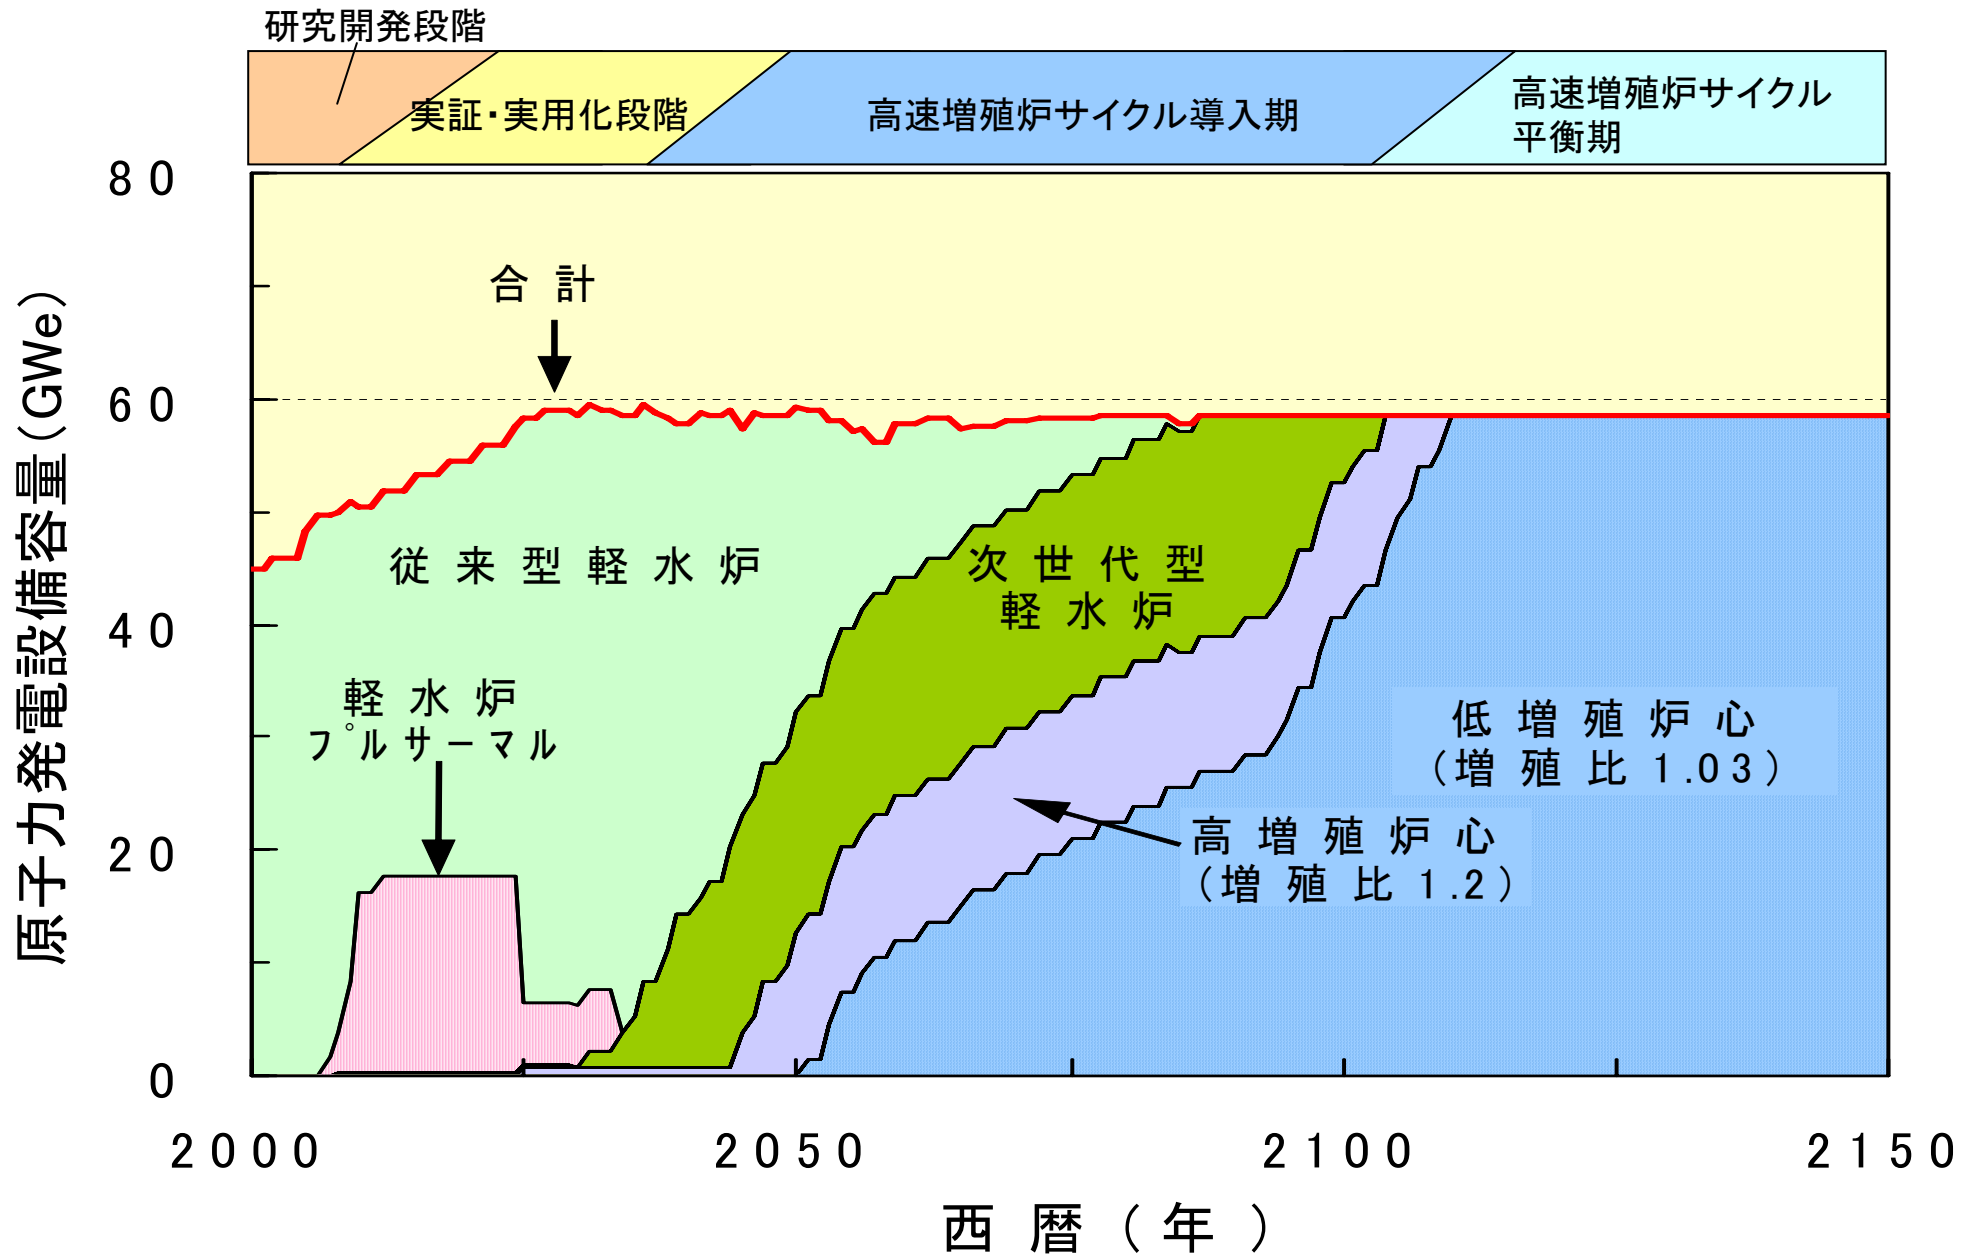 研究開発段階
実証・実用化段階
高速増殖炉サイクル導入期
高速増殖炉サイクル
平衡期
原子力発電設備容量(GWe)
80
60
40
20
0
合計
従来型軽水炉
次世代型
軽水炉
軽水炉
プルサーマル
低増殖炉心
(増殖比1.03)
高増殖炉心
(増殖比1.2)
2000
2050
2100
2150
西暦(年)